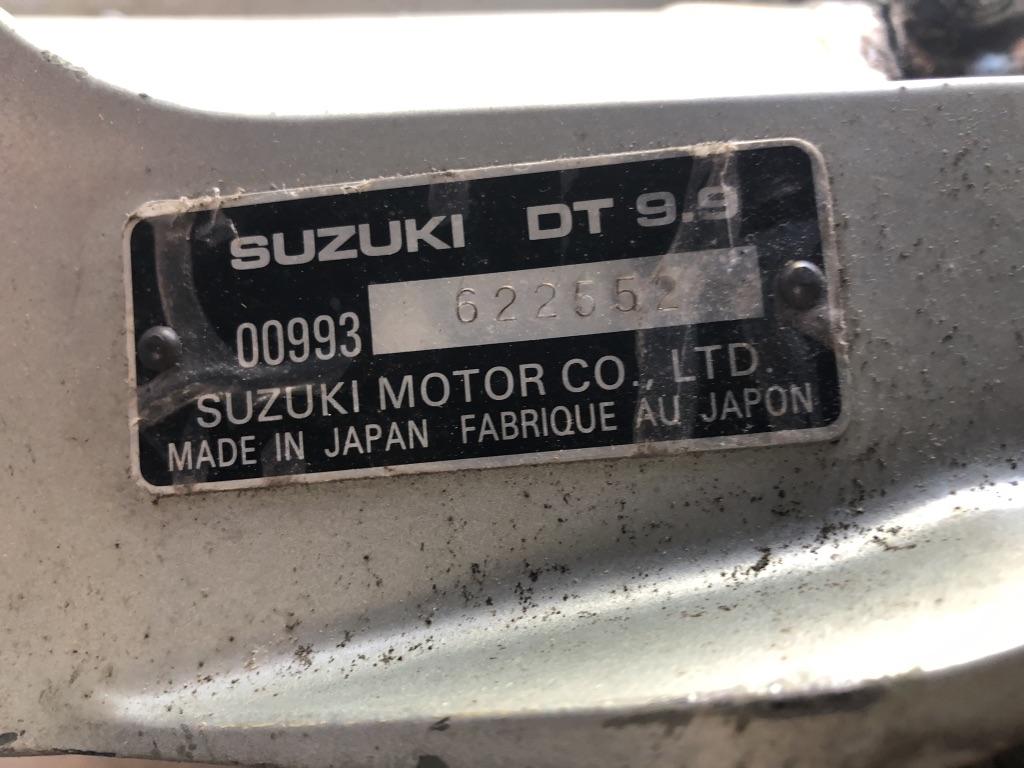 SUZUKI DT 9.9
00993 622552
SUZUKI MOTOR CO., LTD.
MADE IN JAPAN FABRIQUE AU JAPON